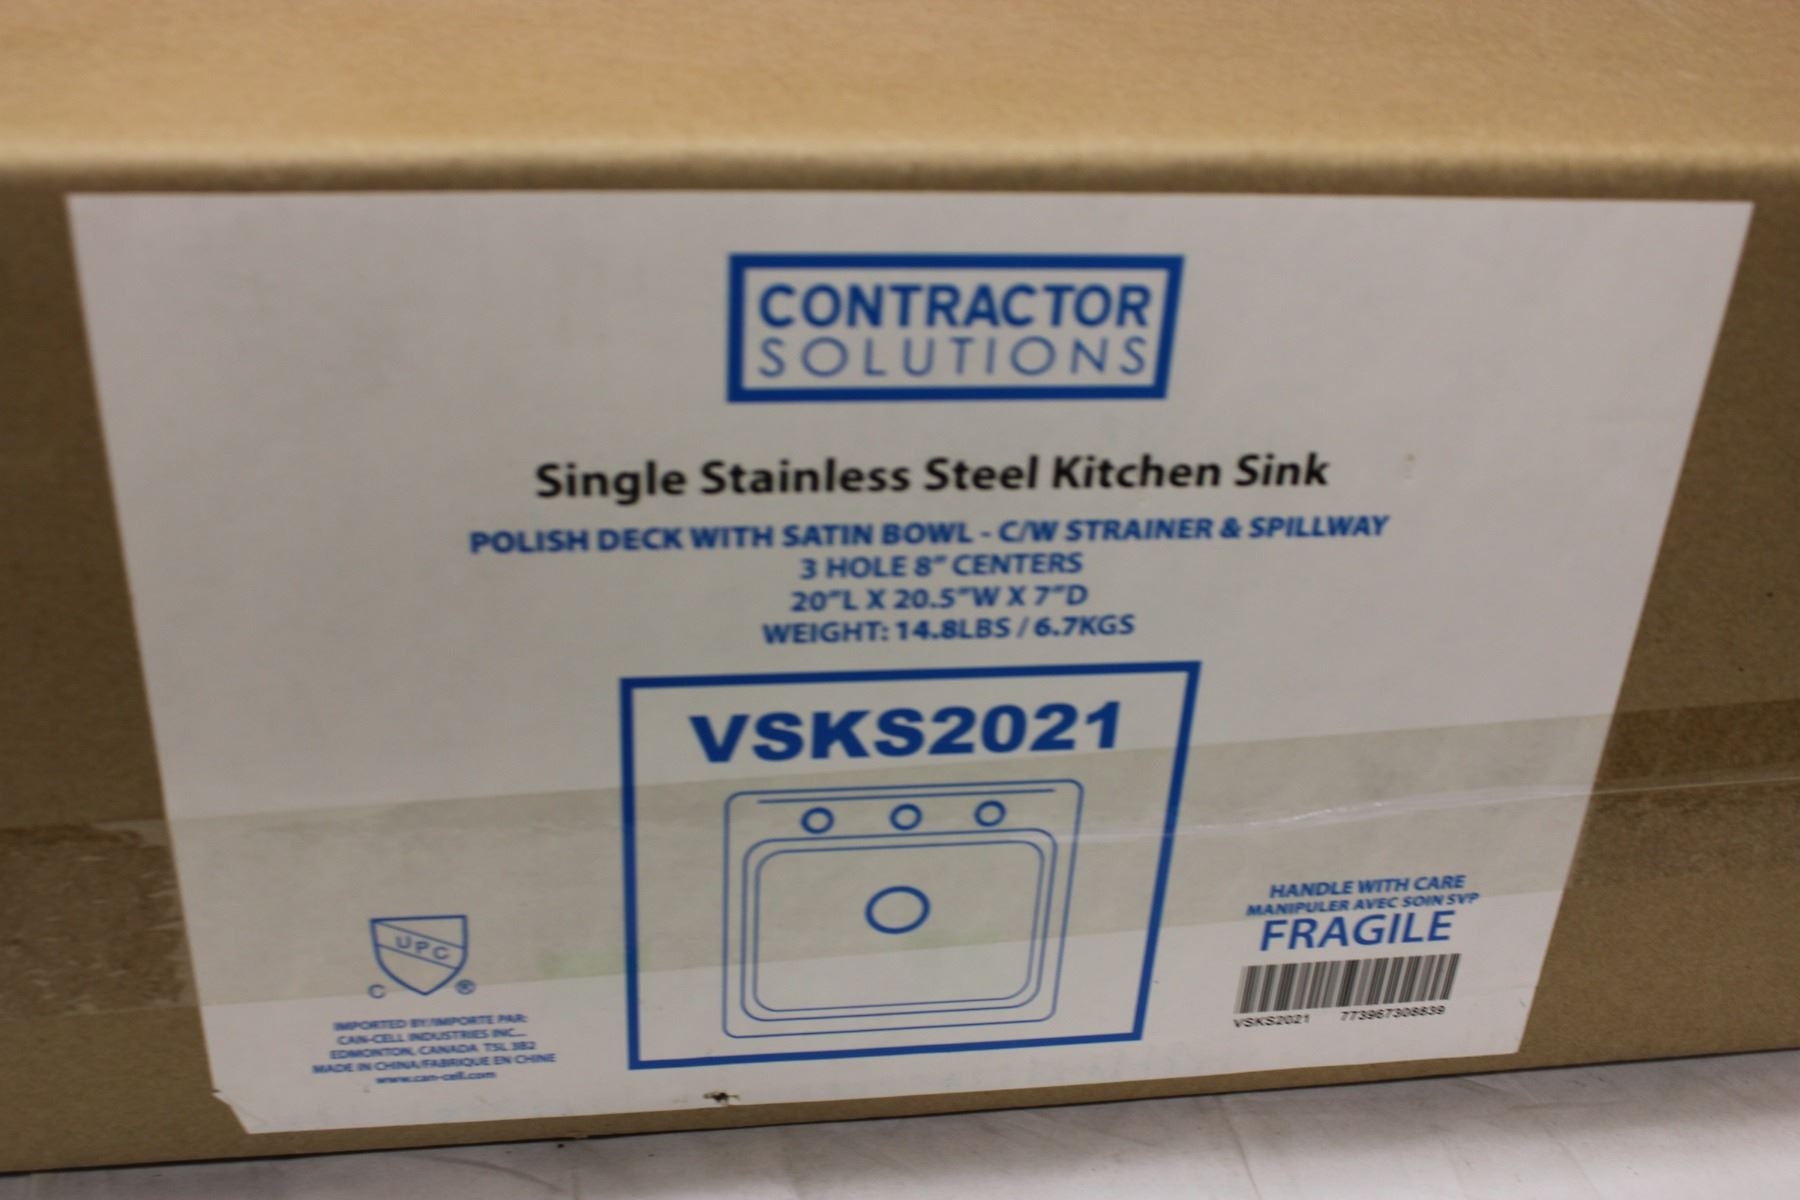 CONTRACTOR
SOLUTIONS
Single Stainless Steel Kitchen Sink
POLISH DECK WITH SATIN BOWL - C/W STRAINER & SPILLWAY
3 HOLE 8" CENTERS
20"L X 20.5"W X 7"D
WEIGHT: 14.8LBS / 6.7KGS
VSKS2021
UPC
C ®
IMPORTED BY/IMPORTE PAR:
CAN-CELL INDUSTRIES INC...
EDMONTON, CANADA T5L 3B2
MADE IN CHINA/FABRIQUE EN CHINE
www.can-cell.com
HANDLE WITH CARE
MANIPULER AVEC SOIN SVP
FRAGILE
VSKS2021 773967308839